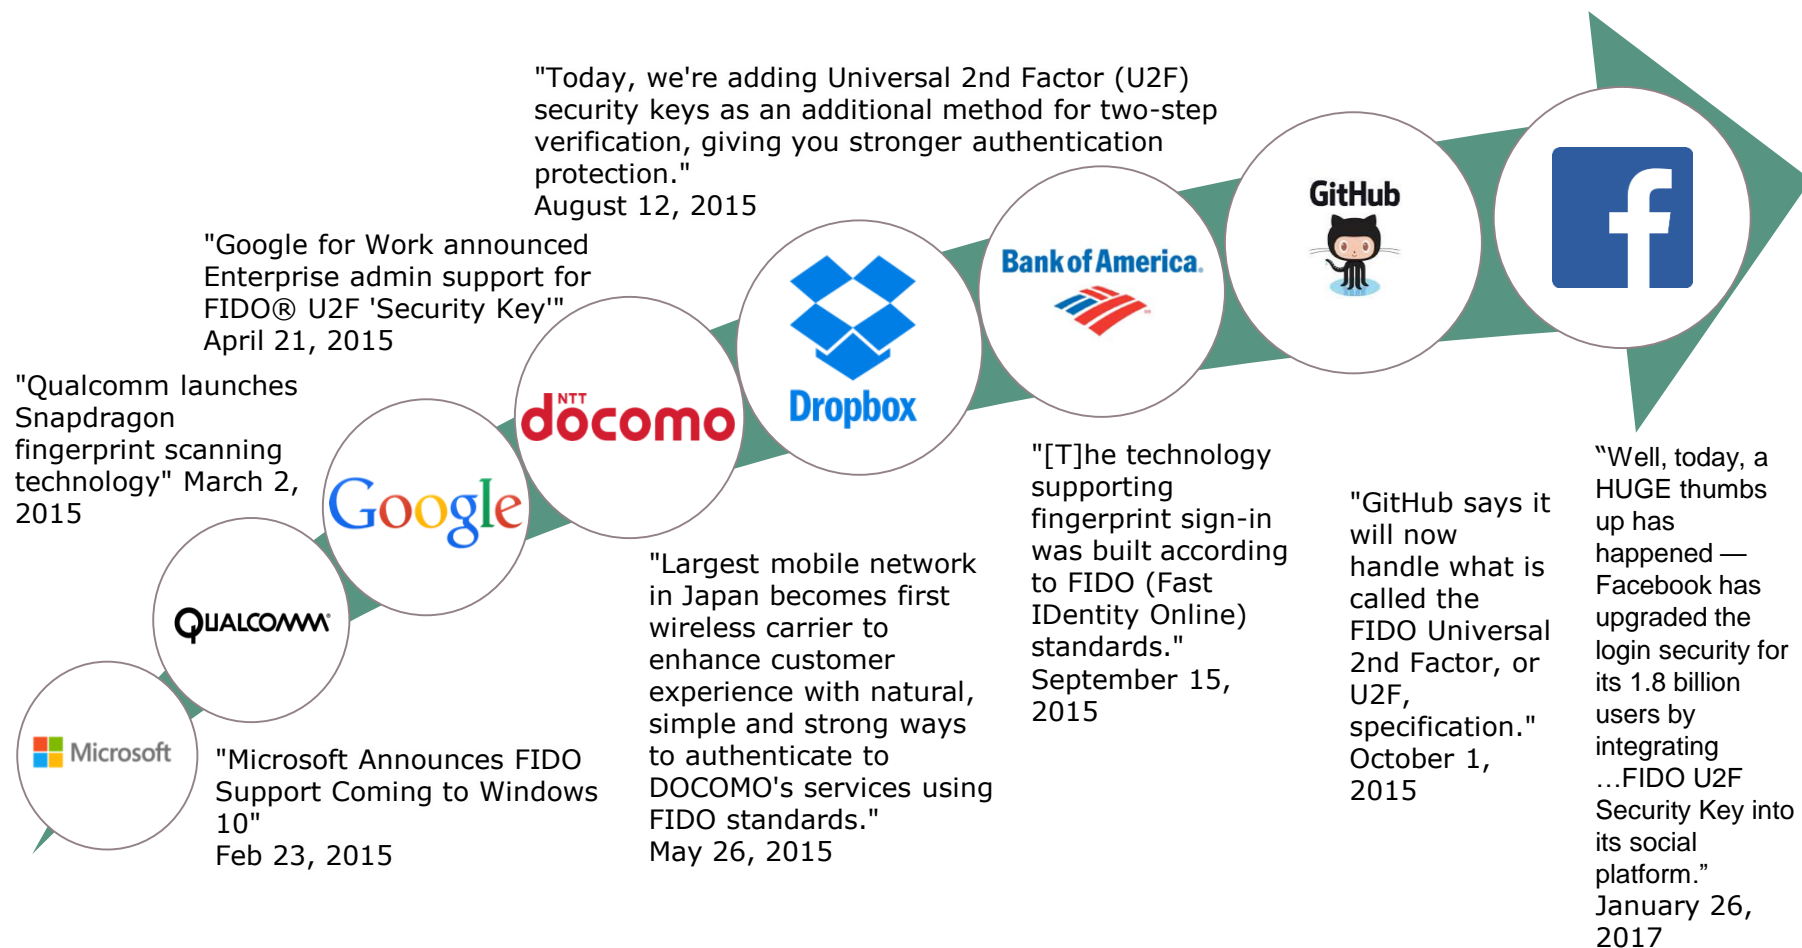 "Today, we're adding Universal 2nd Factor (U2F)
security keys as an additional method for two-step
verification, giving you stronger authentication
protection."
August 12, 2015
"Google for Work announced
Enterprise admin support for
FIDO® U2F 'Security Key'"
April 21, 2015
"Qualcomm launches
Snapdragon
fingerprint scanning
technology" March 2,
2015
Microsoft
QUALCOMM®
Google
NTT
döcomo
Dropbox
Bank of America.
GitHub
f
"Microsoft Announces FIDO
Support Coming to Windows
10"
Feb 23, 2015
"Largest mobile network
in Japan becomes first
wireless carrier to
enhance customer
experience with natural,
simple and strong ways
to authenticate to
DOCOMO's services using
FIDO standards."
May 26, 2015
"[T]he technology
supporting
fingerprint sign-in
was built according
to FIDO (Fast
IDentity Online)
standards."
September 15,
2015
"GitHub says it
will now
handle what is
called the
FIDO Universal
2nd Factor, or
U2F,
specification."
October 1,
2015
“Well, today, a
HUGE thumbs
up has
happened —
Facebook has
upgraded the
login security for
its 1.8 billion
users by
integrating
…FIDO U2F
Security Key into
its social
platform.”
January 26,
2017